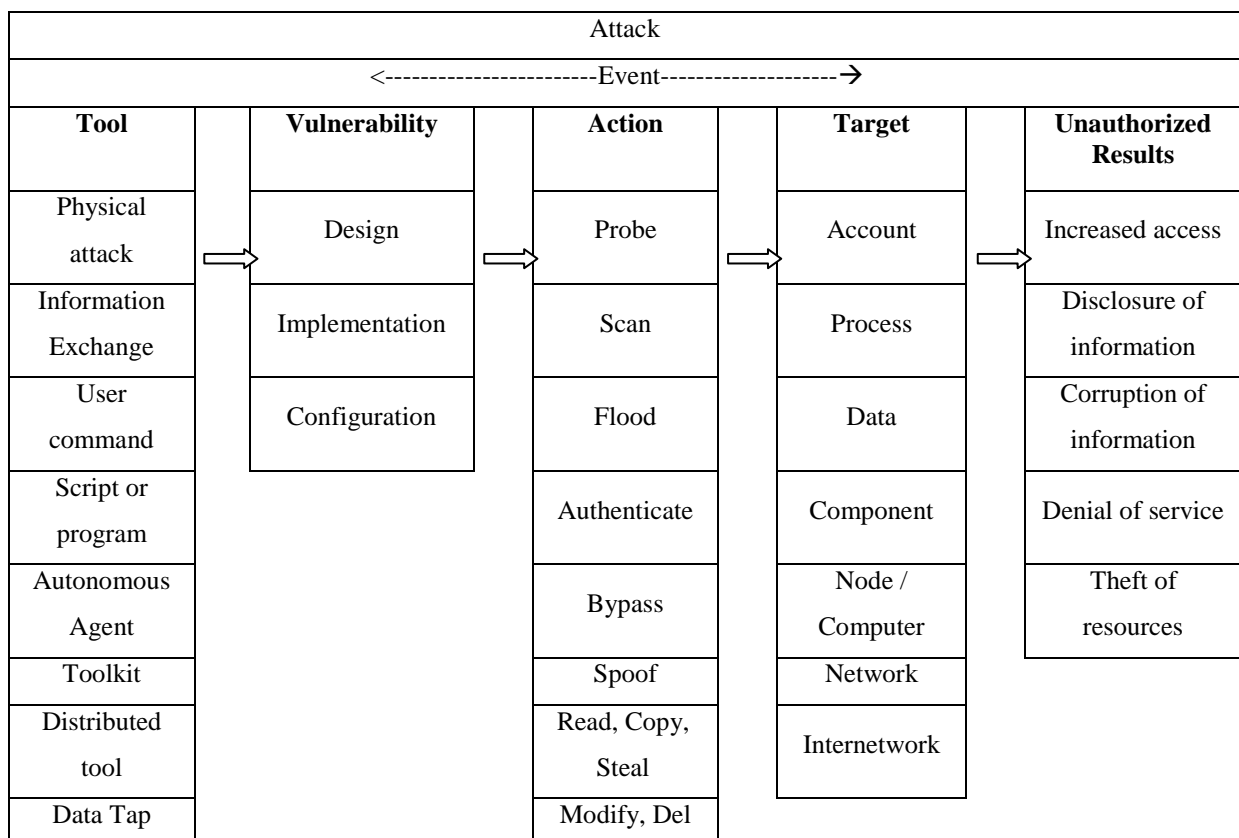 Attack
<-------------------------Event-------------------->
Tool
Vulnerability
Action
Target
Unauthorized
Results
Physical
attack
Design
Probe
Account
Increased access
Information
Exchange
Implementation
Scan
Process
Disclosure of
information
User
command
Configuration
Flood
Data
Corruption of
information
Script or
program
Authenticate
Component
Denial of service
Autonomous
Agent
Bypass
Node /
Computer
Theft of
resources
Toolkit
Spoof
Network
Distributed
tool
Read, Copy,
Steal
Internetwork
Data Tap
Modify, Del